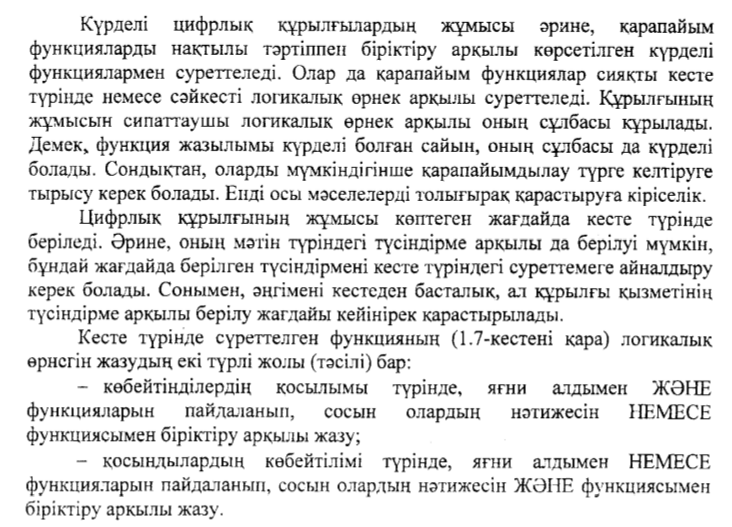 Күрделі цифрлық құрылғылардың жұмысы әрине, қарапайым
функцияларды нақтылы тәртіппен біріктіру арқылы көрсетілген күрделі
функциялармен суреттеледі. Олар да қарапайым функциялар сияқты кесте
түрінде немесе сәйкесті логикалық өрнек арқылы суреттеледі. Құрылғының
жұмысын сипаттаушы логикалық өрнек арқылы оның сұлбасы құрылады.
Демек, функция жазылымы күрделі болған сайын, оның сұлбасы да күрделі
болады. Сондықтан, оларды мүмкіндігінше қарапайымдылау түрге келтіруге
тырысу керек болады. Енді осы мәселелерді толығырақ қарастыруға кіріселік.
Цифрлық құрылғының жұмысы көптеген жағдайда кесте түрінде
беріледі. Әрине, оның мәтін түріндегі түсіндірме арқылы да берілуі мүмкін,
бұндай жағдайда берілген түсіндірмені кесте түріндегі суреттемеге айналдыру
керек болады. Сонымен, әңгімені кестеден басталық, ал құрылғы қызметінің
түсіндірме арқылы берілу жағдайы кейінірек қарастырылады.
Кесте түрінде сүреттелген функцияның (1.7-кестені қара) логикалық
өрнегін жазудың екі түрлі жолы (тәсілі) бар:
– көбейтінділердің қосылымы түрінде, яғни алдымен ЖӘНЕ
функцияларын пайдаланып, сосын олардың нәтижесін НЕМЕСЕ
функциясымен біріктіру арқылы жазу;
– қосындылардың көбейтілімі түрінде, яғни алдымен НЕМЕСЕ
функцияларын пайдаланып, сосын олардың нәтижесін ЖӘНЕ функциясымен
біріктіру арқылы жазу.